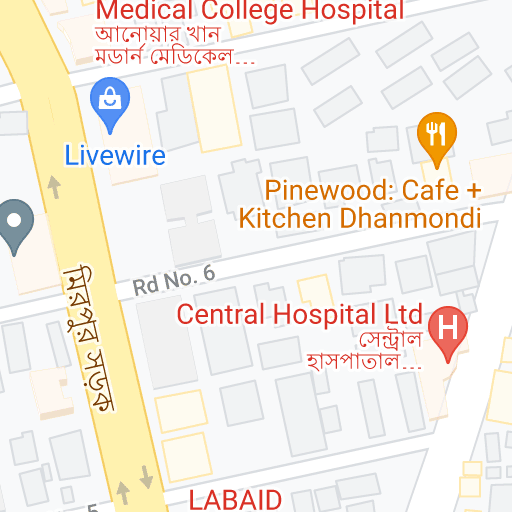 Medical College Hospital
আনোয়ার খান
মডার্ন মেডিকেল...
Livewire
Pinewood: Cafe +
Kitchen Dhanmondi
Rd No. 6
মিরপুর সড়ক
Central Hospital Ltd
সেন্ট্রাল
হাসপাতাল...
H
5
LABAID